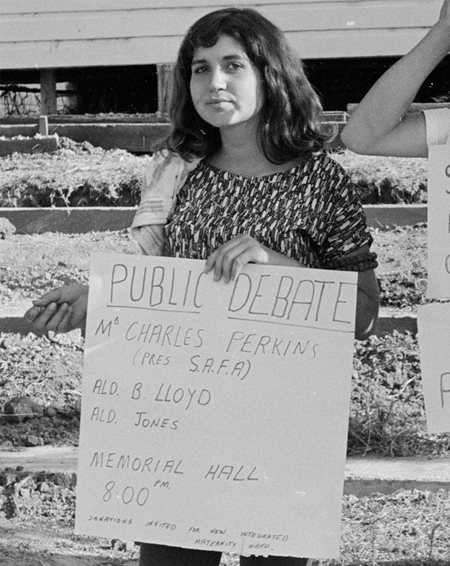 PUBLIC DEBATE
MR CHARLES PERKINS
(PRES S.A.F.A)
ALD. B. LLOYD
ALD. JONES
MEMORIAL HALL
8:00 PM.
DONATIONS INVITED FOR NEW INTEGRATED
MATERNITY WARD.